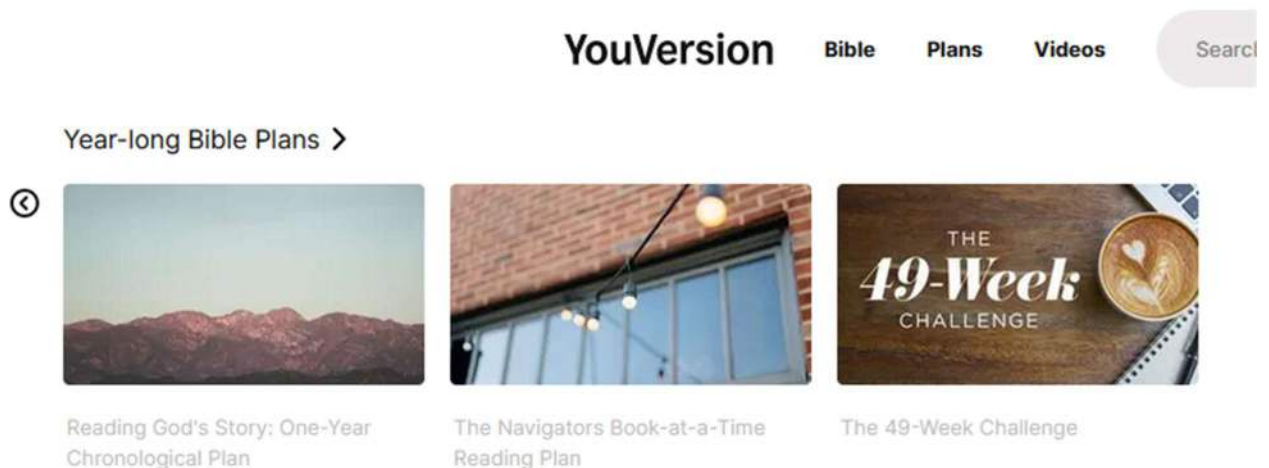 YouVersion Bible Plans Videos
Year-long Bible Plans
THE
49-Week
CHALLENGE
Reading God's Story: One-Year
Chronological Plan
The Navigators Book-at-a-Time
Reading Plan
The 49-Week Challenge